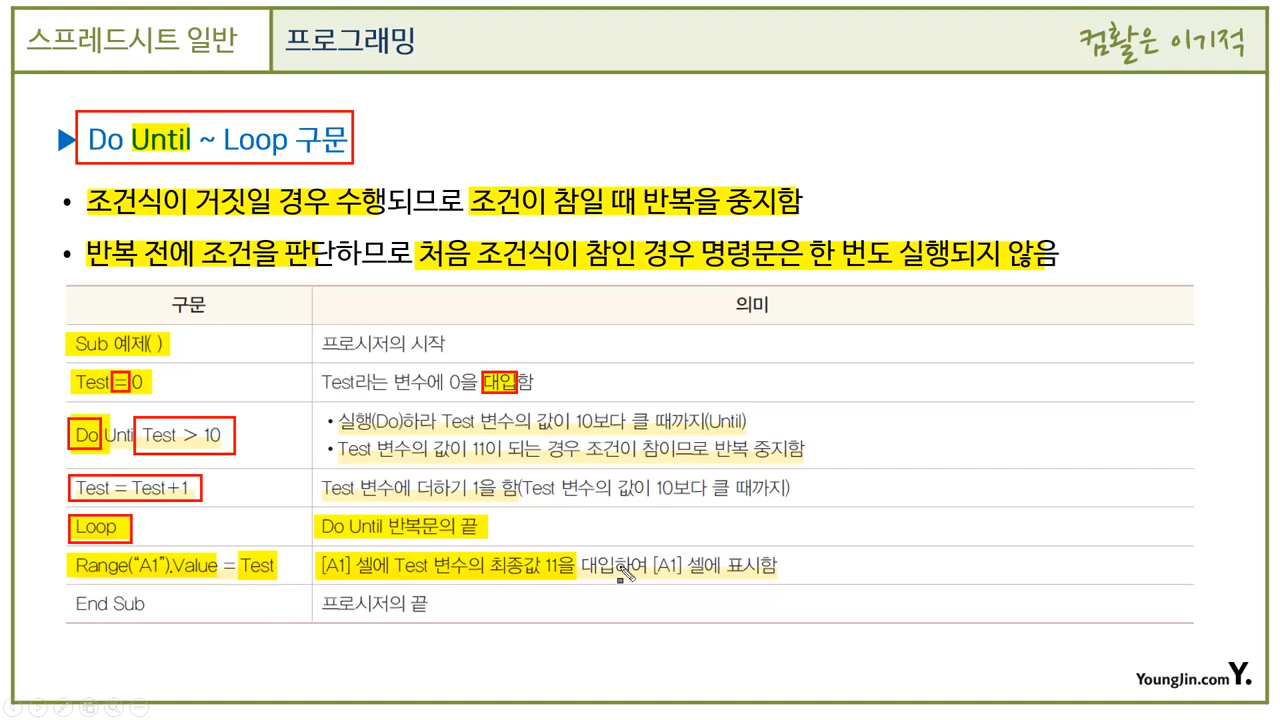 스프레드시트 일반
프로그래밍
컴활은 이기적
▶ Do Until ~ Loop 구문
• 조건식이 거짓일 경우 수행되므로 조건이 참일 때 반복을 중지함
• 반복 전에 조건을 판단하므로 처음 조건식이 참인 경우 명령문은 한 번도 실행되지 않음
구문 의미
Sub 예제( ) 프로시저의 시작
Test = 0 Test라는 변수에 0을 대입함
Do Unti Test > 10
• 실행(Do)하라 Test 변수의 값이 10보다 클 때까지(Until)
• Test 변수의 값이 11이 되는 경우 조건이 참이므로 반복 중지함
Test = Test+1 Test 변수에 더하기 1을 함(Test 변수의 값이 10보다 클 때까지)
Loop Do Until 반복문의 끝
Range(“A1”).Value = Test [A1] 셀에 Test 변수의 최종값 11을 대입하여 [A1] 셀에 표시함
End Sub 프로시저의 끝
YoungJin.com Y.